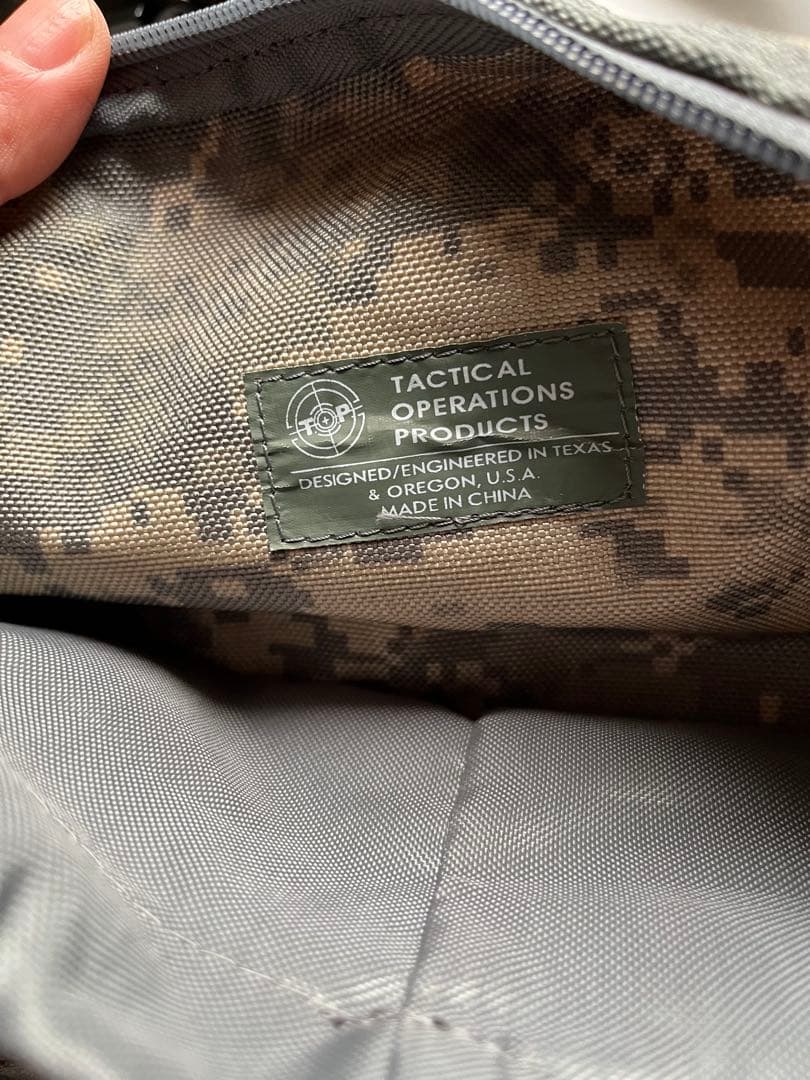 T.O.P.
TACTICAL
OPERATIONS
PRODUCTS
DESIGNED/ENGINEERED IN TEXAS
& OREGON, U.S.A.
MADE IN CHINA